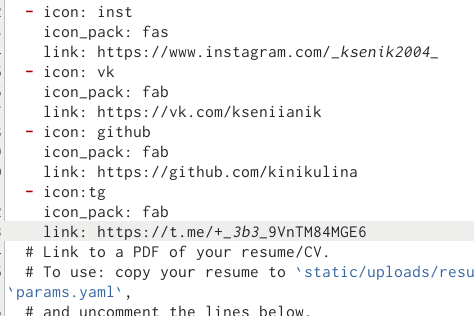 - icon: inst
icon_pack: fas
link: https://www.instagram.com/_ksenik2004_
- icon: vk
icon_pack: fab
link: https://vk.com/kseniianik
- icon: github
icon_pack: fab
link: https://github.com/kinikulina
- icon:tg
icon_pack: fab
link: https://t.me/+_3b3_9VnTM84MGE6
# Link to a PDF of your resume/CV.
# To use: copy your resume to `static/uploads/resu
`params.yaml`,
# and uncomment the lines below.